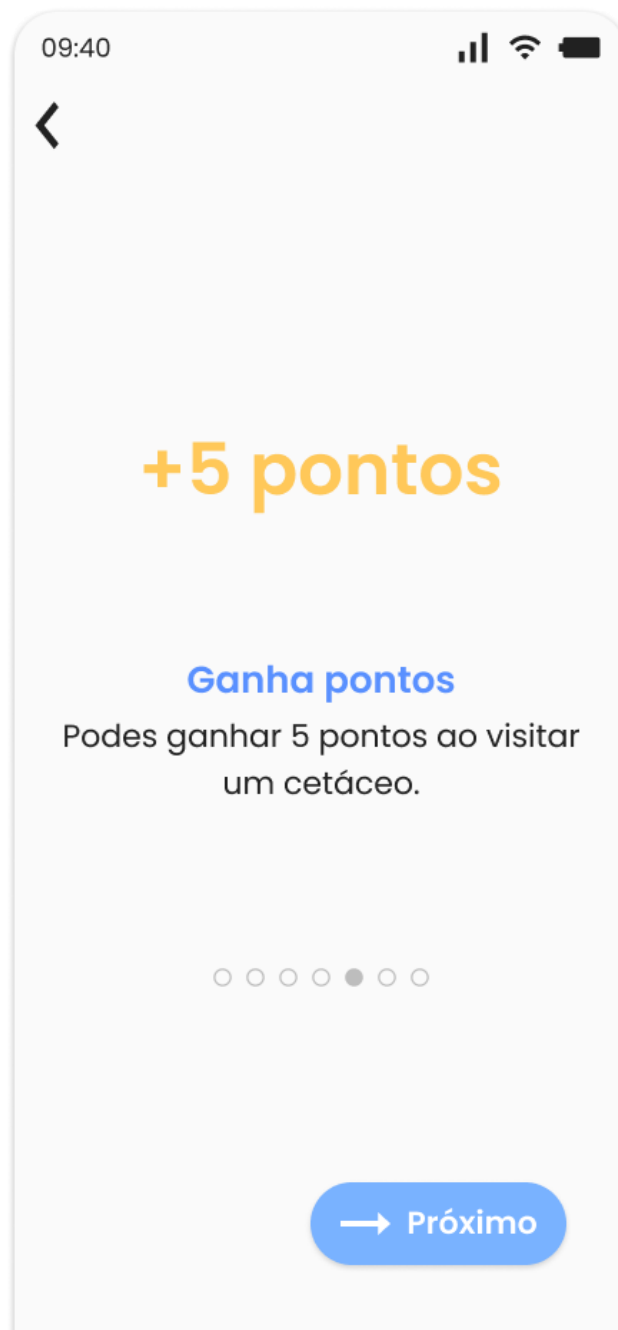 09:40
+5 pontos
Ganha pontos
Podes ganhar 5 pontos ao visitar
um cetáceo.
Próximo